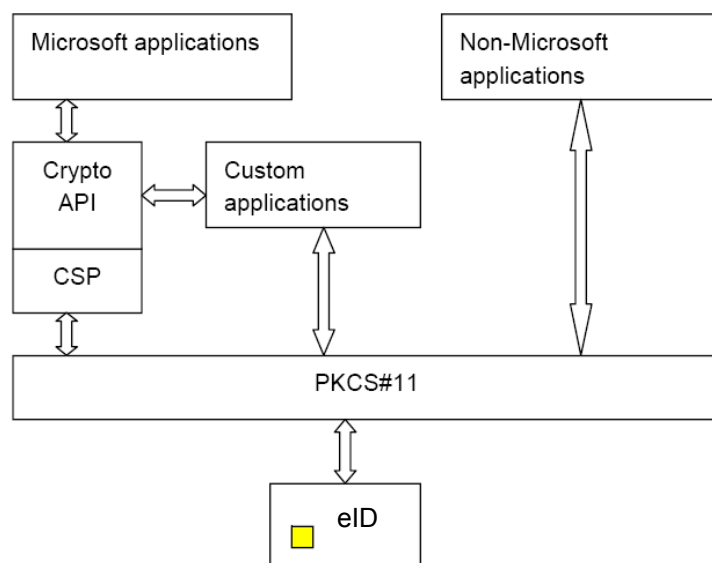 Microsoft applications
Non-Microsoft
applications
Crypto
API
Custom
applications
CSP
PKCS#11
eID